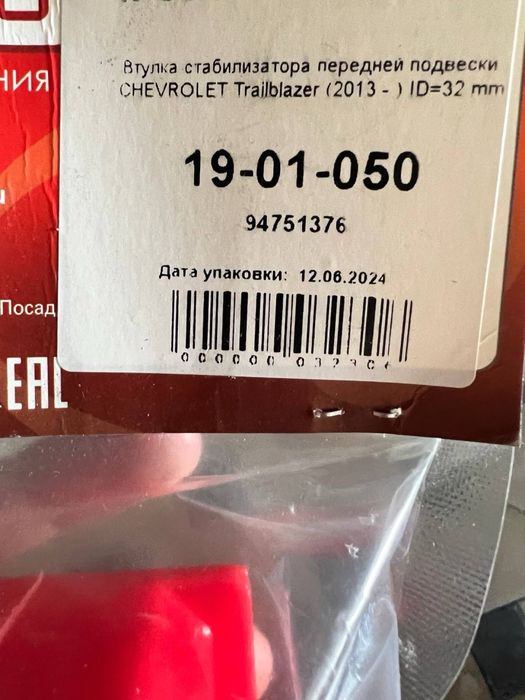 НИЯ
Втулка стабилизатора передней подвески
CHEVROLET Trailblazer (2013 - ) ID=32 mm
19-01-050
94751376
Дата упаковки: 12.06.2024
Посад
EAC